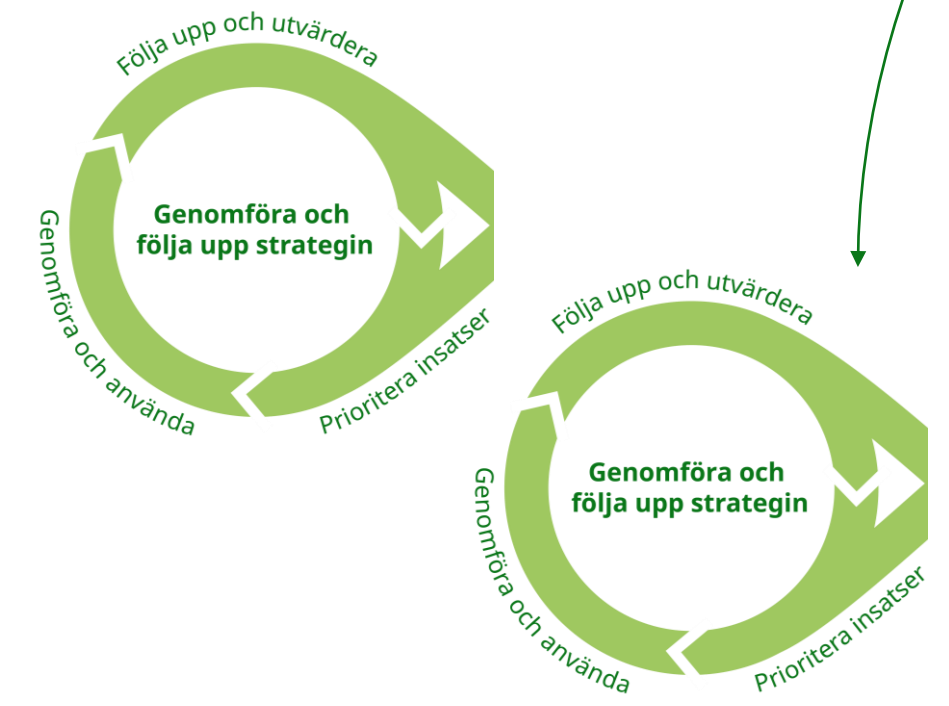 Följa upp och utvärdera
Genomföra och
följa upp strategin
Genomföra och använda
Prioritera insatser
Följa upp och utvärdera
Genomföra och
följa upp strategin
Genomföra och använda
Prioritera insatser